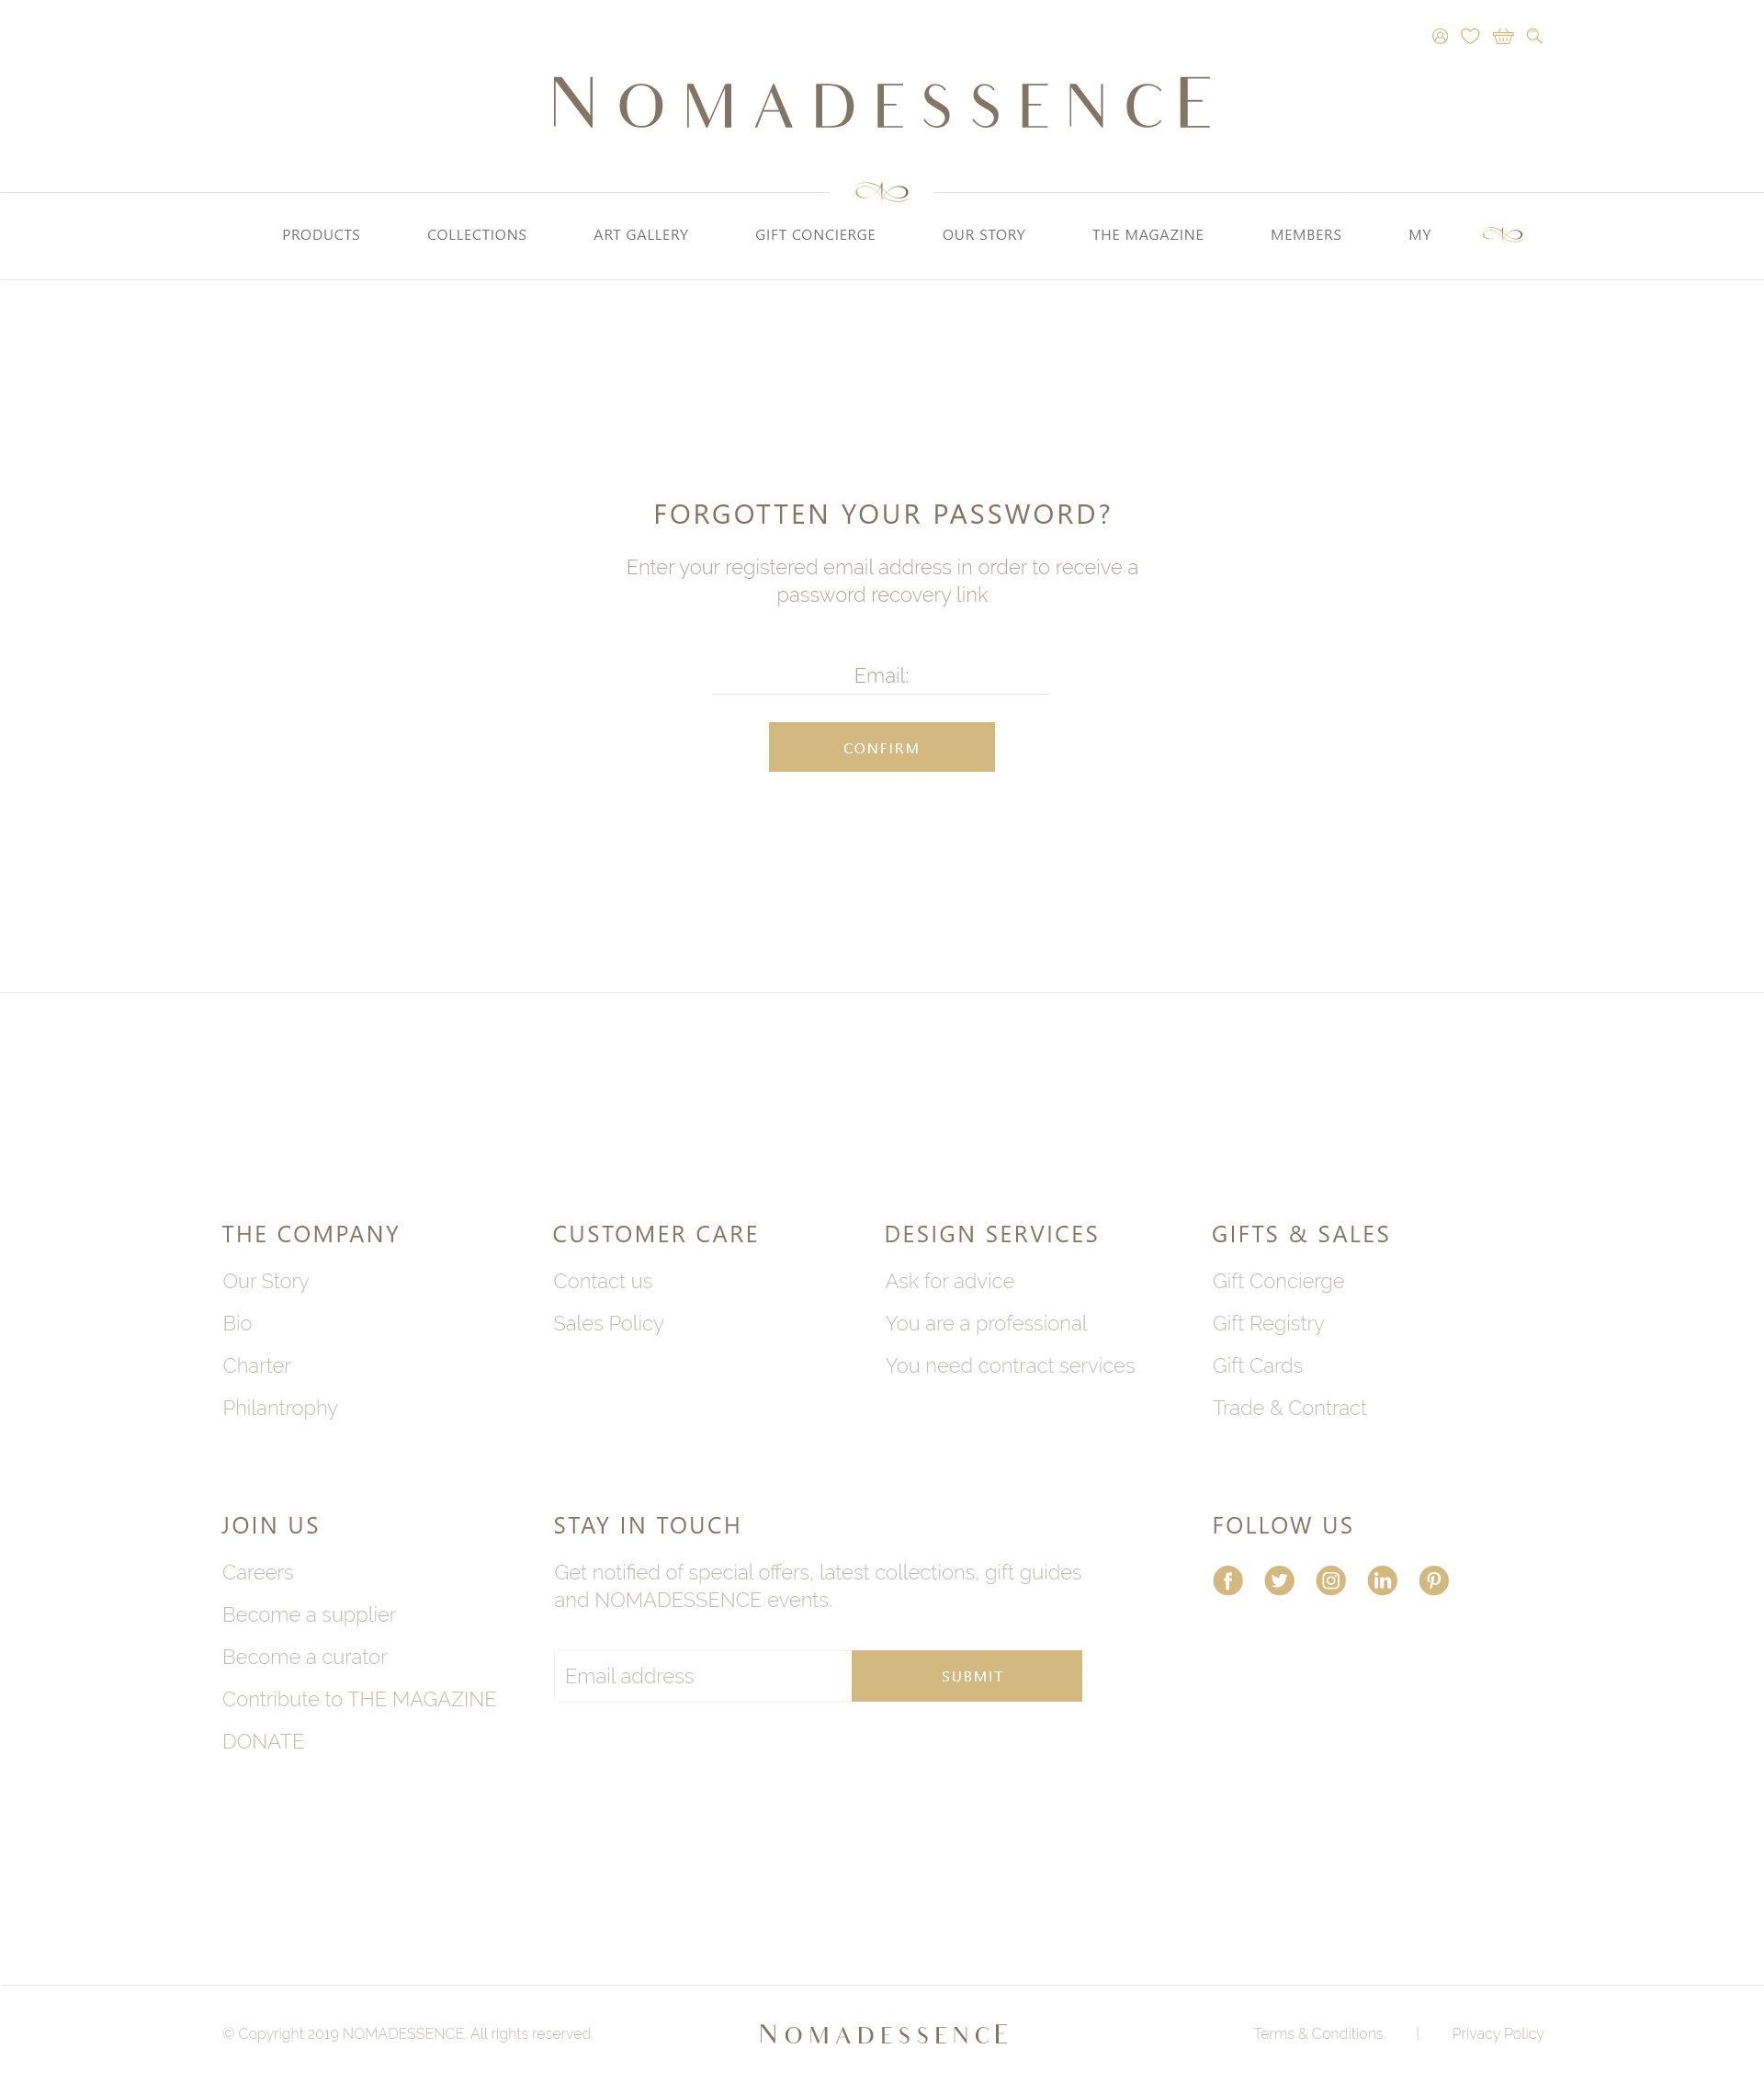 NOMADESSENCE
PRODUCTS COLLECTIONS ART GALLERY GIFT CONCIERGE OUR STORY THE MAGAZINE MEMBERS MY
FORGOTTEN YOUR PASSWORD?
Enter your registered email address in order to receive a
password recovery link
Email:
CONFIRM
THE COMPANY
Our Story
Bio
Charter
Philantrophy
CUSTOMER CARE
Contact us
Sales Policy
DESIGN SERVICES
Ask for advice
You are a professional
You need contract services
GIFTS & SALES
Gift Concierge
Gift Registry
Gift Cards
Trade & Contract
JOIN US
Careers
Become a supplier
Become a curator
Contribute to THE MAGAZINE
DONATE
STAY IN TOUCH
Get notified of special offers, latest collections, gift guides
and NOMADESSENCE events.
Email address
SUBMIT
FOLLOW US
© Copyright 2019 NOMADESSENCE. All rights reserved.
NOMADESSENCE
Terms & Conditions. | Privacy Policy